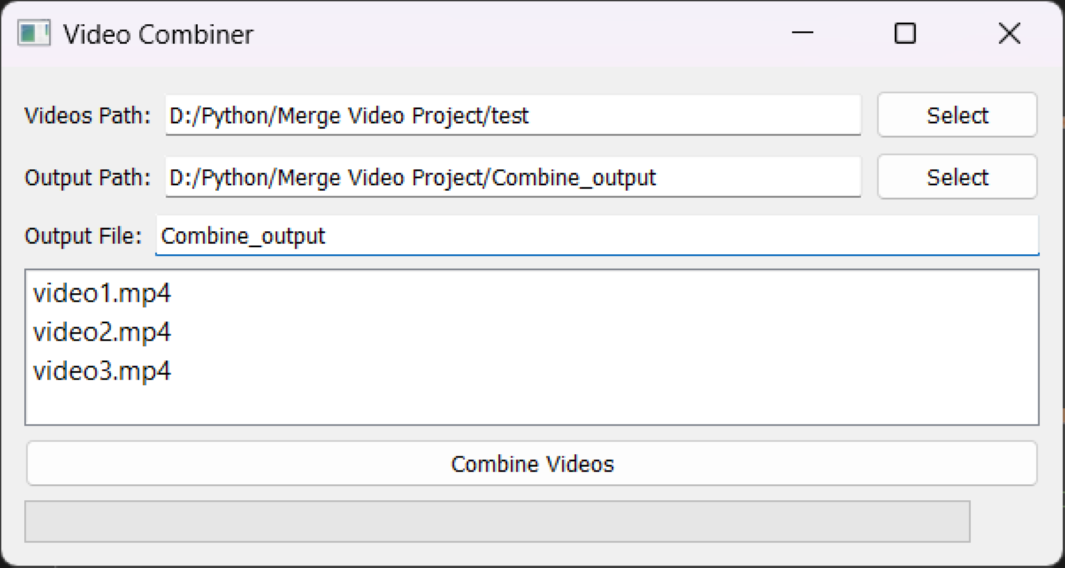 Video Combiner
Videos Path: D:/Python/Merge Video Project/test Select
Output Path: D:/Python/Merge Video Project/Combine_output Select
Output File: Combine_output
video1.mp4
video2.mp4
video3.mp4
Combine Videos